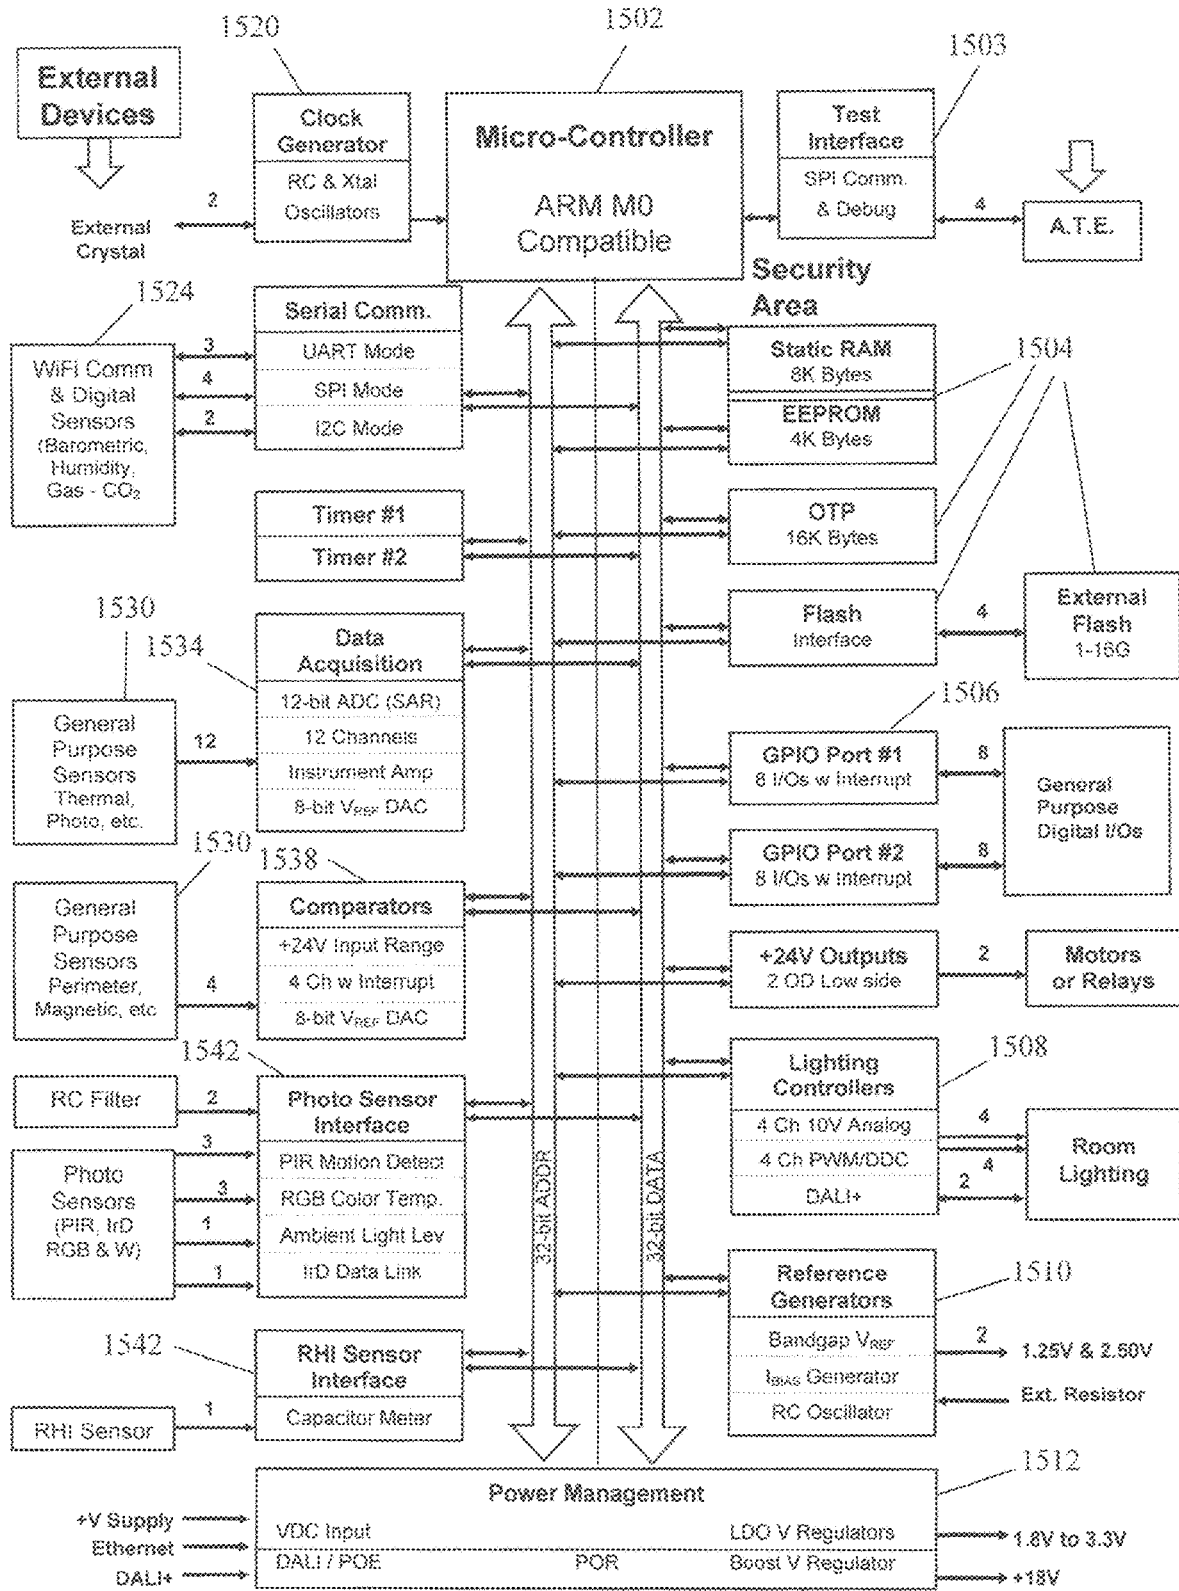 1520
1502
1503
External
Devices
Clock
Generator
RC & Xtal
Oscillators
Micro-Controller
ARM M0
Compatible
Test
Interface
SPI Comm.
& Debug
2
External
Crystal
4
A.T.E.
Security
Area
1524
Serial Comm.
UART Mode
SPI Mode
I2C Mode
WiFi Comm
& Digital
Sensors
(Barometric,
Humidity,
Gas - CO₂
3
4
2
Static RAM
8K Bytes
EEPROM
4K Bytes
1504
Timer #1
Timer #2
OTP
16K Bytes
Flash
Interface
4
External
Flash
1-16G
1530
1534
Data
Acquisition
12-bit ADC (SAR)
12 Channels
Instrument Amp
8-bit VREF DAC
General
Purpose
Sensors
Thermal,
Photo, etc.
12
1506
GPIO Port #1
8 I/Os w Interrupt
8
General
Purpose
Digital I/Os
GPIO Port #2
8 I/Os w Interrupt
8
1530
1538
General
Purpose
Sensors
Perimeter,
Magnetic, etc
4
Comparators
+24V Input Range
4 Ch w Interrupt
8-bit VREF DAC
+24V Outputs
2 OD Low side
2
Motors
or Relays
1542
RC Filter
2
Photo Sensor
Interface
PIR Motion Detect
RGB Color Temp.
Ambient Light Lev
IrD Data Link
Photo
Sensors
(PIR, IrD
RGB & W)
3
3
1
1
32-bit ADDR
32-bit DATA
1508
Lighting
Controllers
4 Ch 10V Analog
4 Ch PWM/DDC
DALI+
4
4
2
Room
Lighting
1510
Reference
Generators
Bandgap VREF
IBIAS Generator
RC Oscillator
2
1.25V & 2.50V
Ext. Resistor
1542
RHI Sensor
Interface
Capacitor Meter
1
RHI Sensor
1512
Power Management
+V Supply
Ethernet
DALI+
VDC Input
DALI / POE
POR
LDO V Regulators
Boost V Regulator
1.8V to 3.3V
+18V